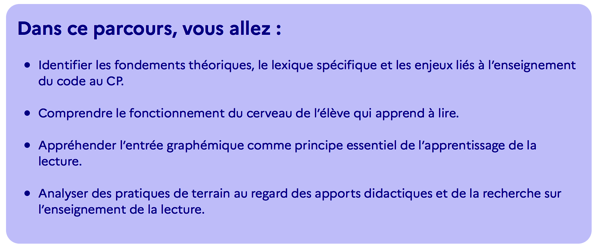 Dans ce parcours, vous allez :
• Identifier les fondements théoriques, le lexique spécifique et les enjeux liés à l'enseignement
du code au CP.
• Comprendre le fonctionnement du cerveau de l'élève qui apprend à lire.
• Appréhender l'entrée graphémique comme principe essentiel de l'apprentissage de la
lecture.
• Analyser des pratiques de terrain au regard des apports didactiques et de la recherche sur
l'enseignement de la lecture.